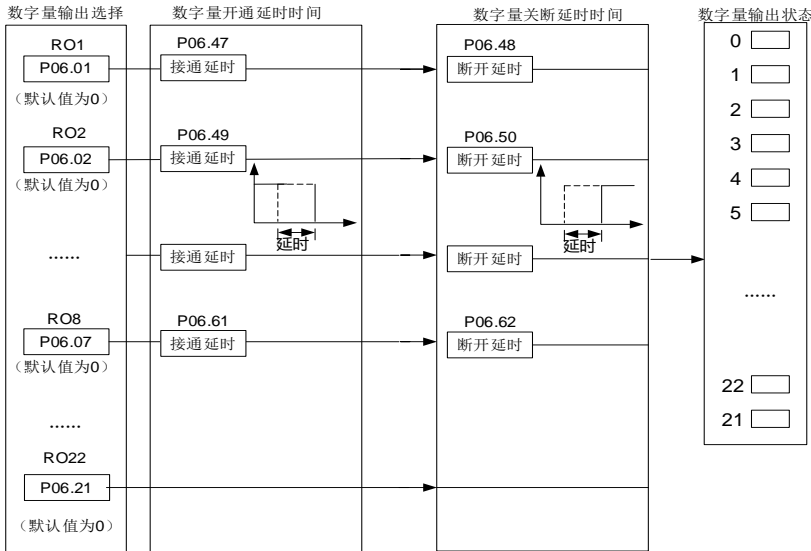 数字量输出选择
数字量开通延时时间
数字量关断延时时间
数字量输出状态
RO1
P06.01
（默认值为0）
P06.47
接通延时
P06.48
断开延时
0
1
RO2
P06.02
（默认值为0）
P06.49
接通延时
延时
P06.50
断开延时
延时
2
3
4
5
……
接通延时
断开延时
……
RO8
P06.07
（默认值为0）
P06.61
接通延时
P06.62
断开延时
22
21
……
RO22
P06.21
（默认值为0）